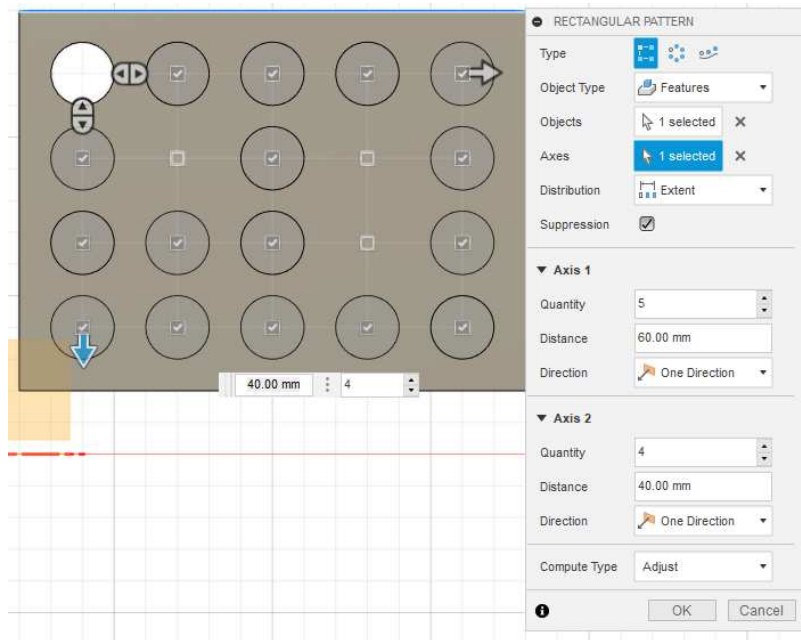 RECTANGULAR PATTERN
Type
Object Type Features
Objects 1 selected
Axes 1 selected
Distribution Extent
Suppression
Axis 1
Quantity 5
Distance 60.00 mm
Direction One Direction
40.00 mm 4
Axis 2
Quantity 4
Distance 40.00 mm
Direction One Direction
Compute Type Adjust
OK Cancel